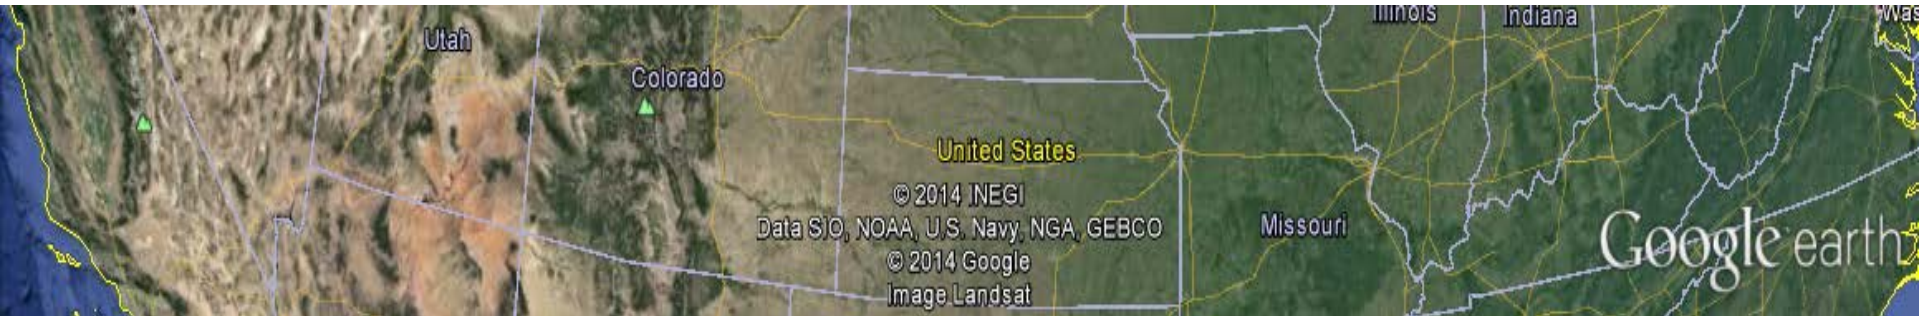 Illinois
Indiana
Was
Utah
Colorado
United States
© 2014 INEGI
Data SIO, NOAA, U.S. Navy, NGA, GEBCO
© 2014 Google
Image Landsat
Missouri
Google earth